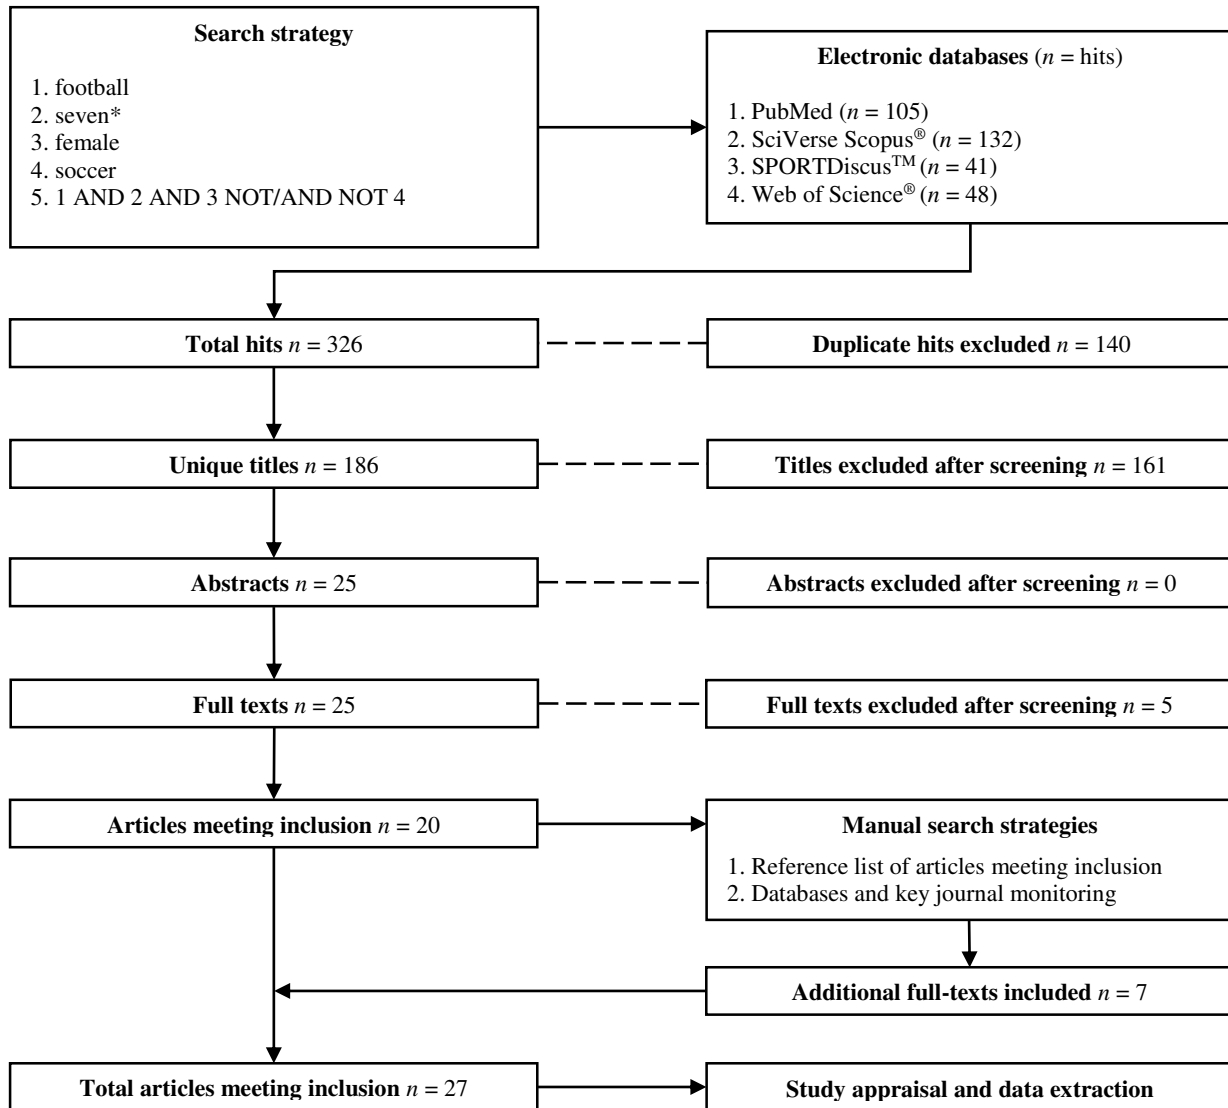 Search strategy
1. football
2. seven*
3. female
4. soccer
5. 1 AND 2 AND 3 NOT/AND NOT 4
Electronic databases (n = hits)
1. PubMed (n = 105)
2. SciVerse Scopus® (n = 132)
3. SPORTDiscus™ (n = 41)
4. Web of Science® (n = 48)
Total hits n = 326
Duplicate hits excluded n = 140
Unique titles n = 186
Titles excluded after screening n = 161
Abstracts n = 25
Abstracts excluded after screening n = 0
Full texts n = 25
Full texts excluded after screening n = 5
Articles meeting inclusion n = 20
Manual search strategies
1. Reference list of articles meeting inclusion
2. Databases and key journal monitoring
Additional full-texts included n = 7
Total articles meeting inclusion n = 27
Study appraisal and data extraction